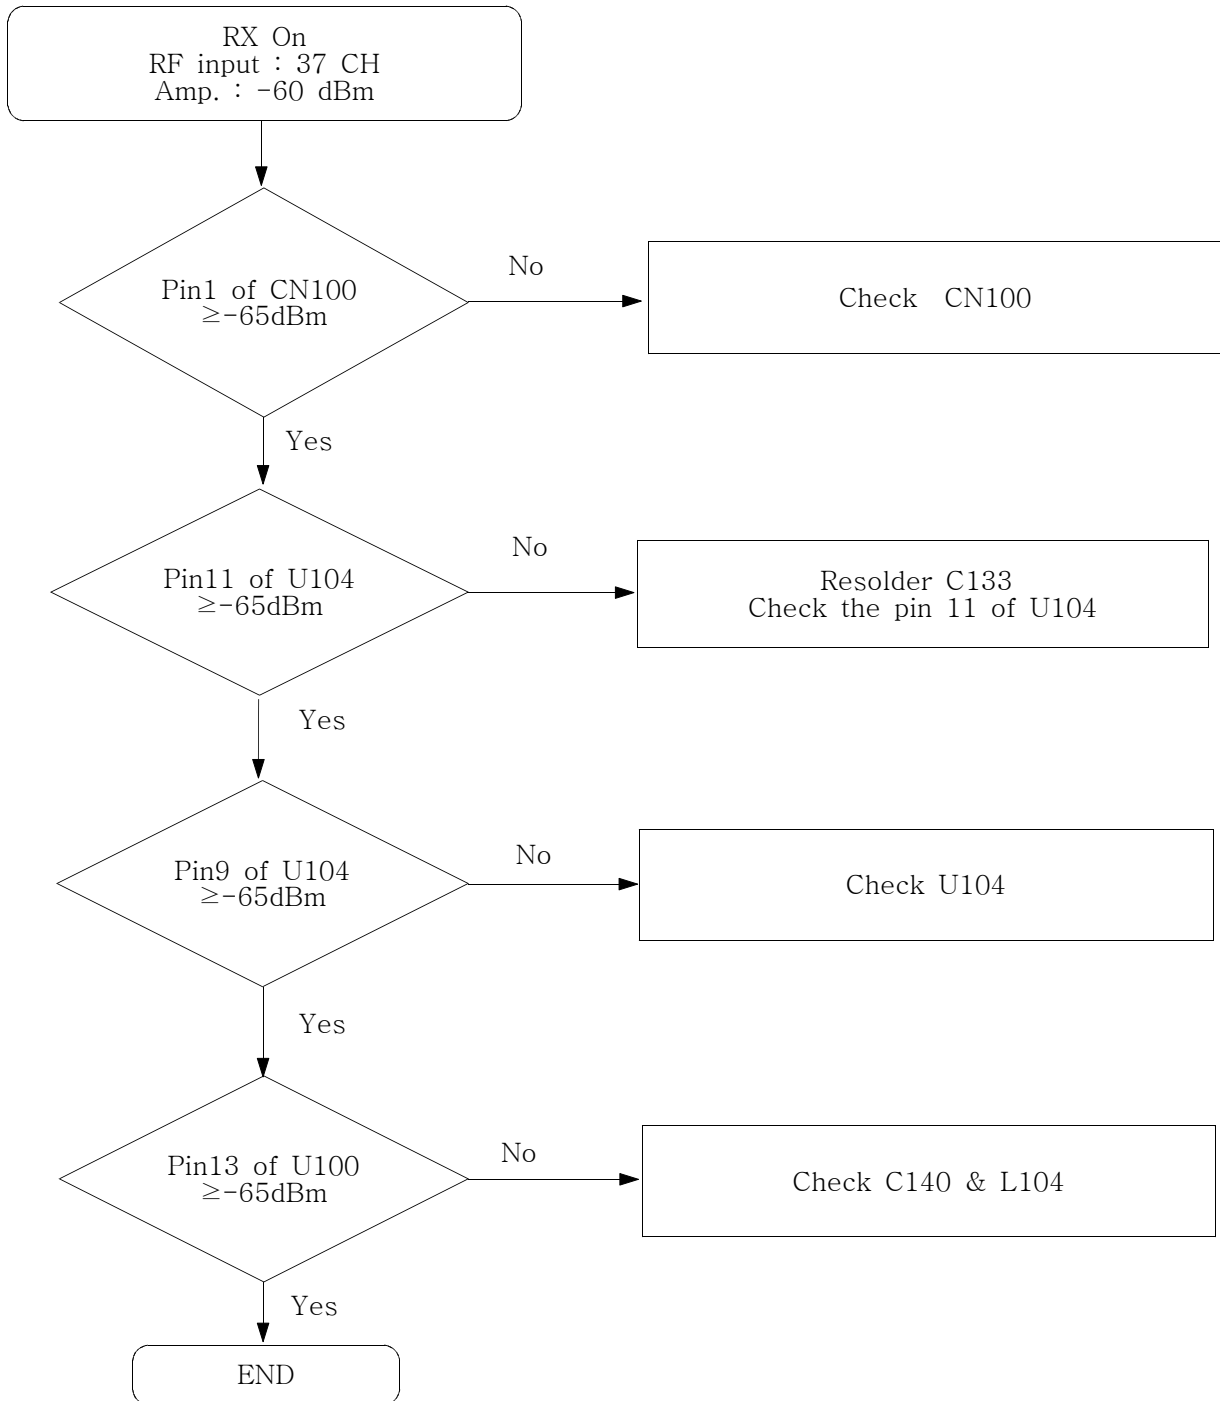 RX On
RF input : 37 CH
Amp. : -60 dBm
Pin1 of CN100
≥-65dBm
No
Check CN100
Yes
Pin11 of U104
≥-65dBm
No
Resolder C133
Check the pin 11 of U104
Yes
Pin9 of U104
≥-65dBm
No
Check U104
Yes
Pin13 of U100
≥-65dBm
No
Check C140 & L104
Yes
END